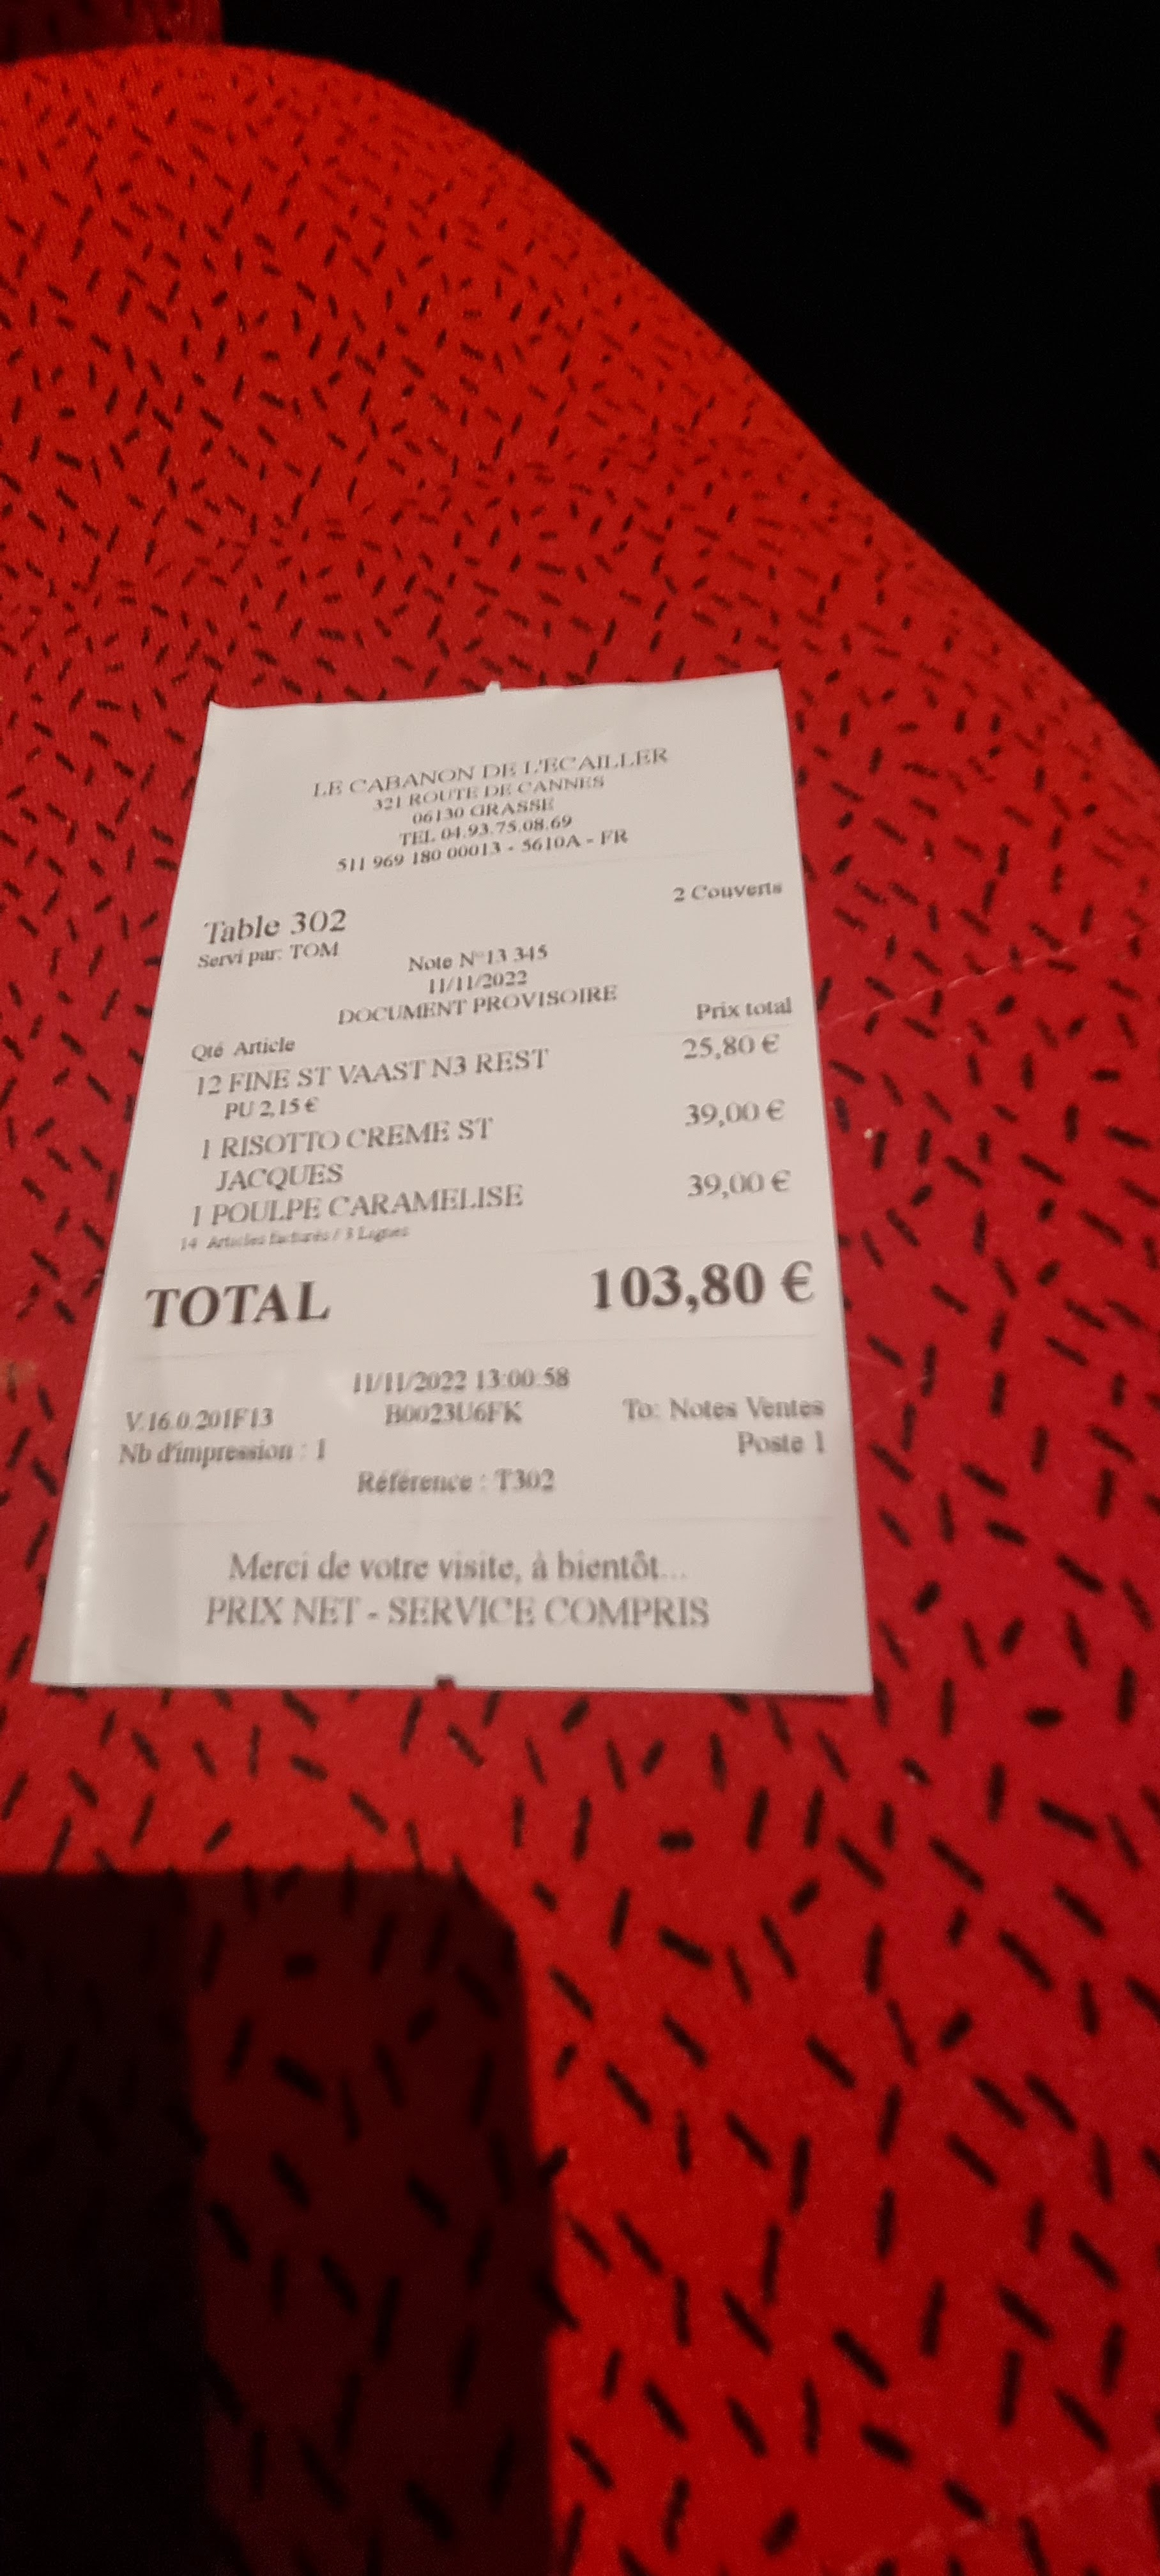 LE CABANON DE L'ECAILLER
321 ROUTE DE CANNES
06130 GRASSE
TEL 04.93.75.08.69
511 969 180 00013 - 5610A - FR
2 Couverts
Table 302
Servi par: TOM
Note N°13 345
11/11/2022
DOCUMENT PROVISOIRE
Qté Article Prix total
12 FINE ST VAAST N3 REST 25,80 €
PU 2,15 €
1 RISOTTO CREME ST 39,00 €
JACQUES
1 POULPE CARAMELISE 39,00 €
14 Articles facturés / 3 Lignes
TOTAL 103,80 €
11/11/2022 13:00:58
V.16.0.201F13 B0023U6FK To: Notes Ventes
Nb d'impression : 1 Poste 1
Référence : T302
Merci de votre visite, à bientôt...
PRIX NET - SERVICE COMPRIS